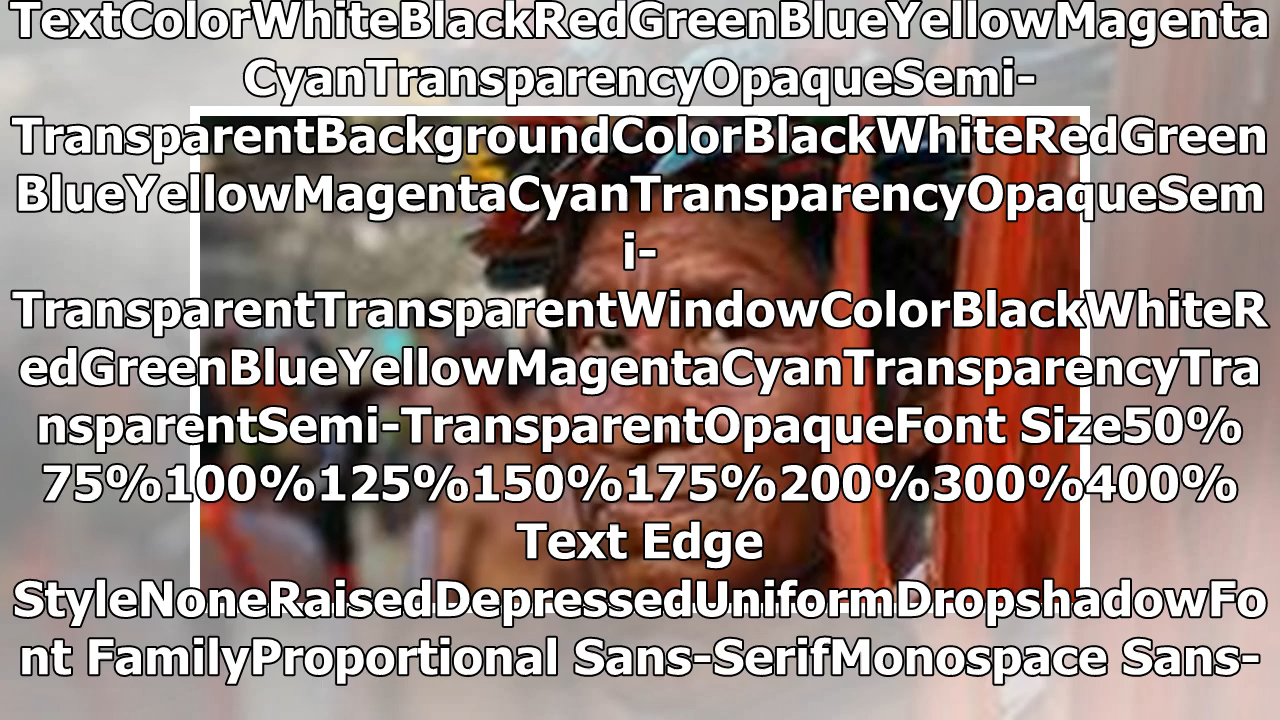 TextColorWhiteBlackRedGreenBlueYellowMagenta
CyanTransparencyOpaqueSemi-
TransparentBackgroundColorBlackWhiteRedGreen
BlueYellowMagentaCyanTransparencyOpaqueSem
i-
TransparentTransparentWindowColorBlackWhiteR
edGreenBlueYellowMagentaCyanTransparencyTra
nsparentSemi-TransparentOpaqueFont Size50%
75%100%125%150%175%200%300%400%
Text Edge
StyleNoneRaisedDepressedUniformDropshadowFo
nt FamilyProportional Sans-SerifMonospace Sans-